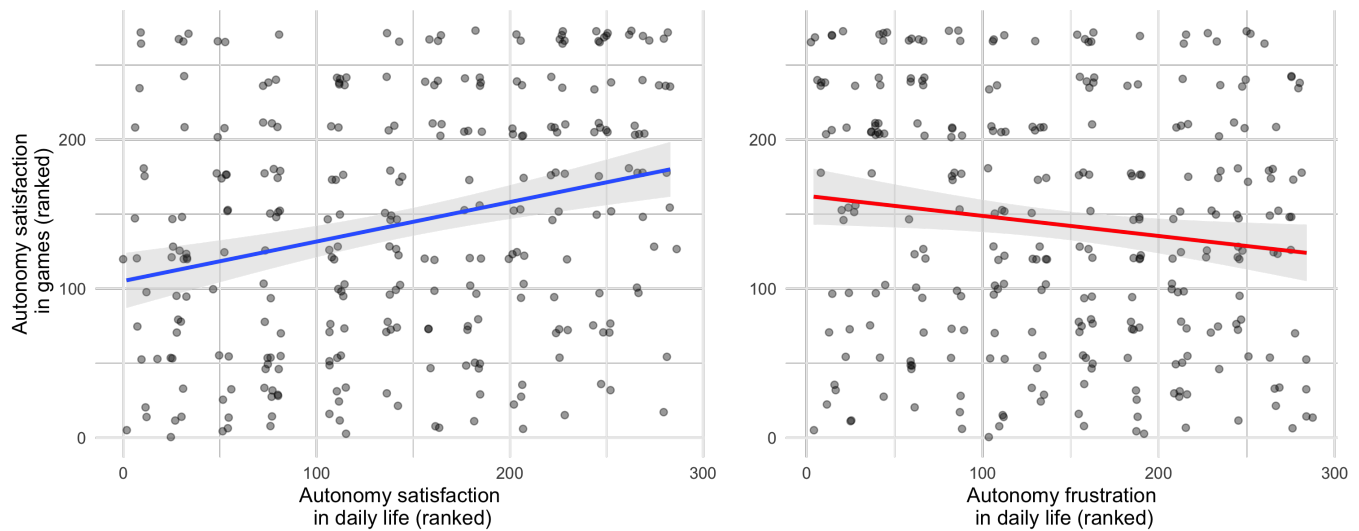 Autonomy satisfaction
in games (ranked)
200
100
0
0 100 200 300
Autonomy satisfaction
in daily life (ranked)
200
100
0
0 100 200 300
Autonomy frustration
in daily life (ranked)